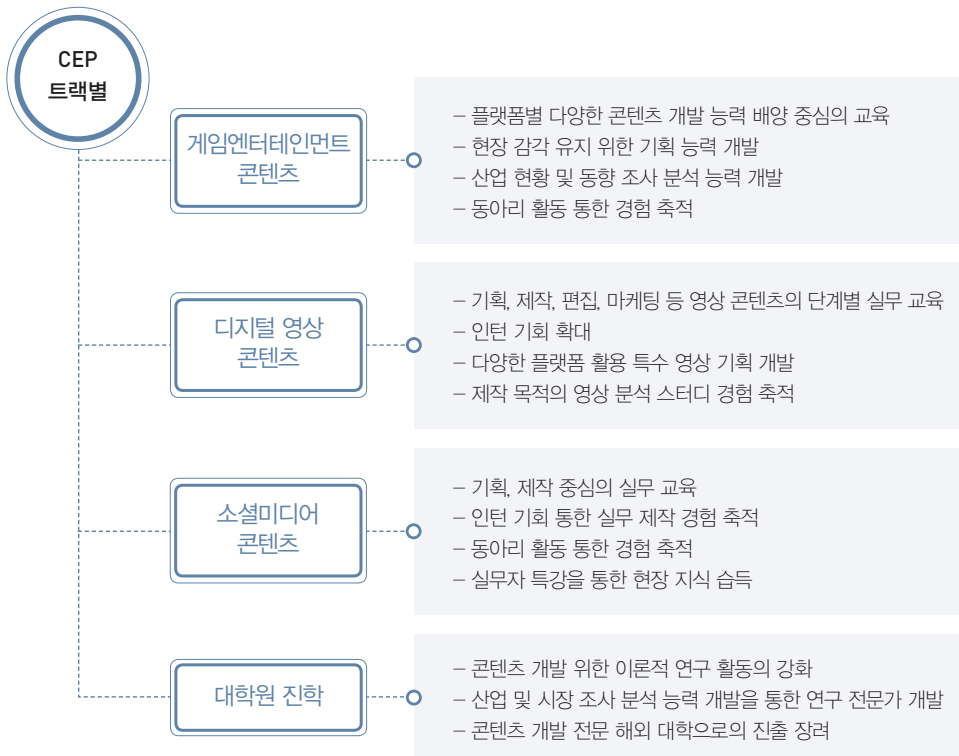 CEP
트랙별
게임엔터테인먼트
콘텐츠
– 플랫폼별 다양한 콘텐츠 개발 능력 배양 중심의 교육
– 현장 감각 유지 위한 기획 능력 개발
– 산업 현황 및 동향 조사 분석 능력 개발
– 동아리 활동 통한 경험 축적
디지털 영상
콘텐츠
– 기획, 제작, 편집, 마케팅 등 영상 콘텐츠의 단계별 실무 교육
– 인턴 기회 확대
– 다양한 플랫폼 활용 특수 영상 기획 개발
– 제작 목적의 영상 분석 스터디 경험 축적
소셜미디어
콘텐츠
– 기획, 제작 중심의 실무 교육
– 인턴 기회 통한 실무 제작 경험 축적
– 동아리 활동 통한 경험 축적
– 실무자 특강을 통한 현장 지식 습득
대학원 진학
– 콘텐츠 개발 위한 이론적 연구 활동의 강화
– 산업 및 시장 조사 분석 능력 개발을 통한 연구 전문가 개발
– 콘텐츠 개발 전문 해외 대학으로의 진출 장려